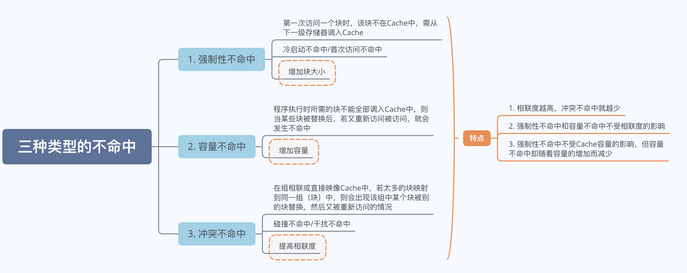 三种类型的不命中
1. 强制性不命中
第一次访问一个块时，该块不在Cache中，需从
下一级存储器调入Cache
冷启动不命中/首次访问不命中
增加块大小
2. 容量不命中
程序执行时所需的块不能全部调入Cache中，则
当某些块被替换后，若又重新访问被访问，就会
发生不命中
增加容量
3. 冲突不命中
在组相联或直接映像Cache中，若太多的块映射
到同一组（块）中，则会出现该组中某个块被别
的块替换，然后又被重新访问的情况
碰撞不命中/干扰不命中
提高相联度
特点
1. 相联度越高，冲突不命中就越少
2. 强制性不命中和容量不命中不受相联度的影响
3. 强制性不命中不受Cache容量的影响，但容量
不命中却随着容量的增加而减少